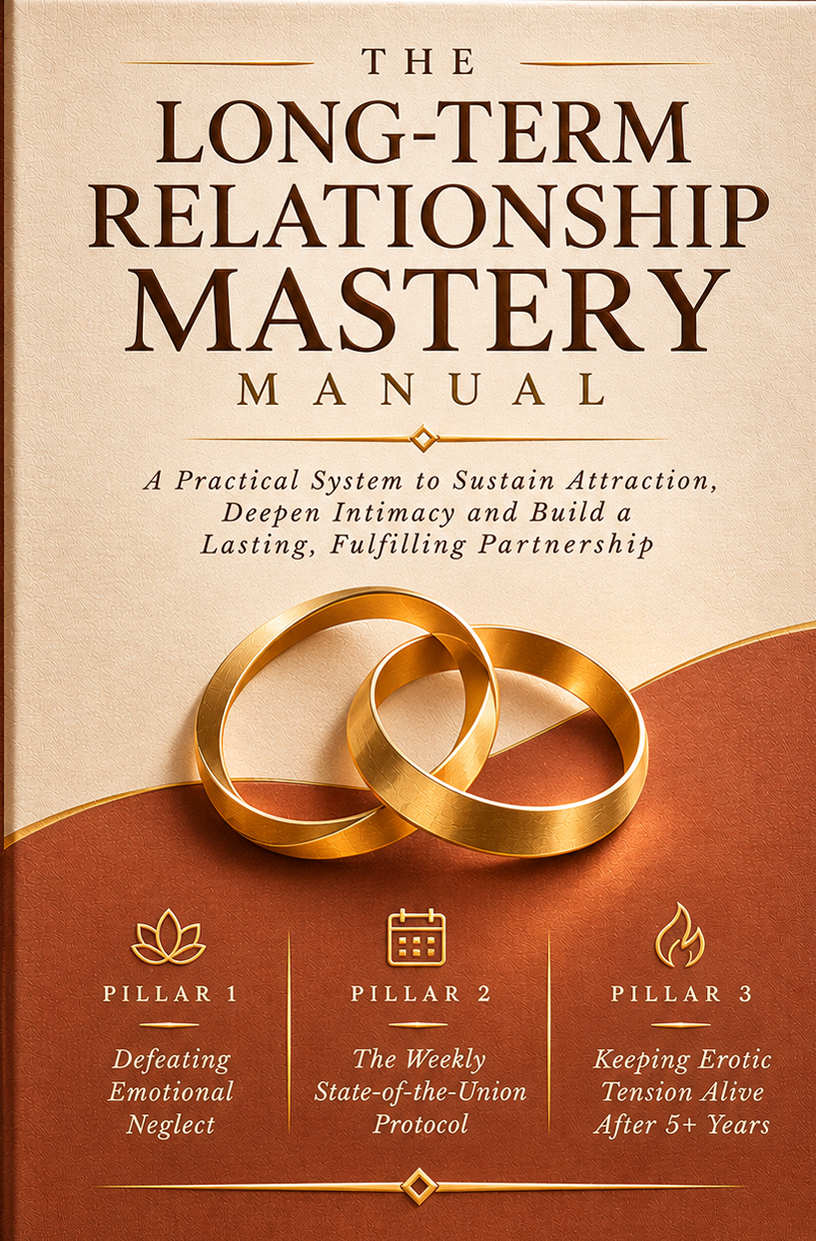 THE
LONG-TERM
RELATIONSHIP
MASTERY
MANUAL
A Practical System to Sustain Attraction,
Deepen Intimacy and Build a
Lasting, Fulfilling Partnership
PILLAR 1
Defeating
Emotional
Neglect
PILLAR 2
The Weekly
State-of-the-Union
Protocol
PILLAR 3
Keeping Erotic
Tension Alive
After 5+ Years